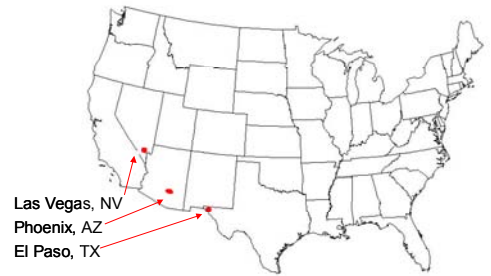 Las Vegas, NV
Phoenix, AZ
El Paso, TX